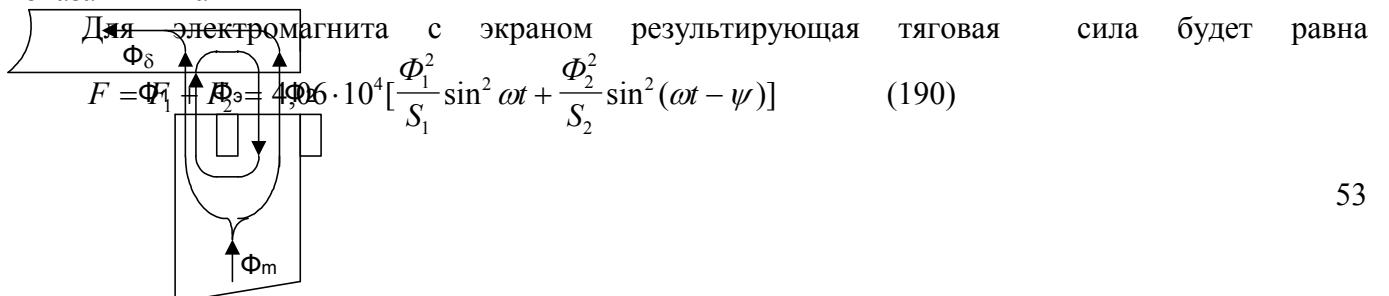 Для электромагнита с экраном результирующая тяговая сила будет равна
Φδ
F = F₁ + F₂ = 4,06·10⁴[Φ₁²/S₁ sin² ωt + Φ₂²/S₂ sin² (ωt − ψ)] (190)
Φэ
53
Φm